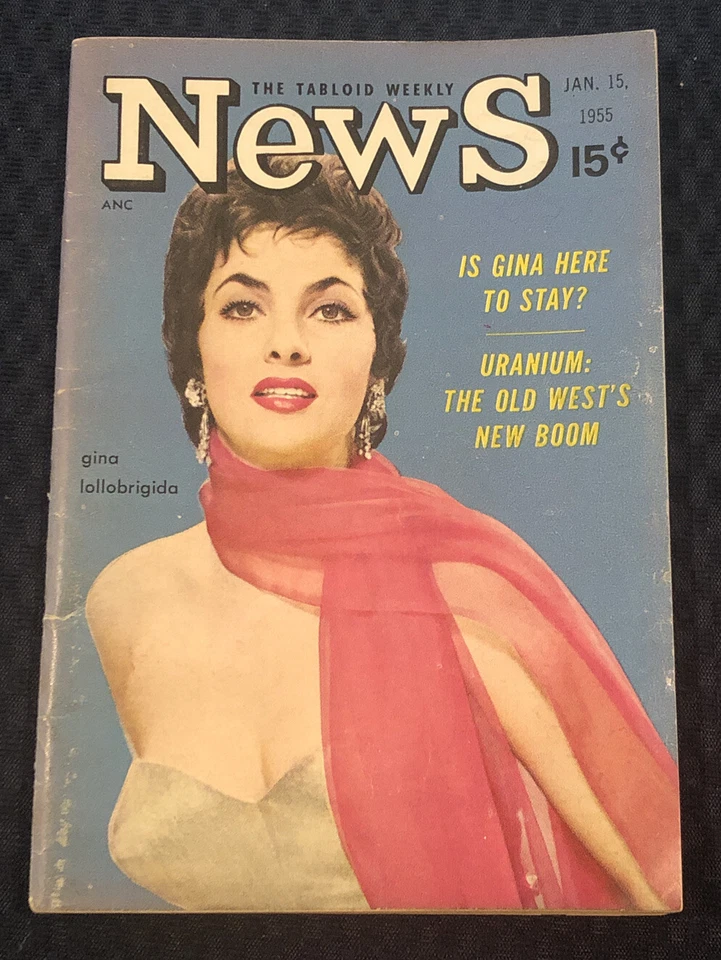 THE TABLOID WEEKLY
NewS
JAN. 15,
1955
15¢
ANC
IS GINA HERE
TO STAY?
URANIUM:
THE OLD WEST'S
NEW BOOM
gina
lollobrigida